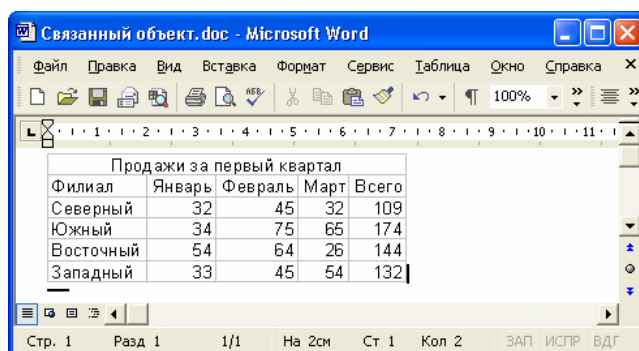 Связанный объект.doc - Microsoft Word
Файл Правка Вид Вставка Формат Сервис Таблица Окно Справка
100%
1 2 3 4 5 6 7 8 9 10 11
Продажи за первый квартал
Филиал Январь Февраль Март Всего
Северный 32 45 32 109
Южный 34 75 65 174
Восточный 54 64 26 144
Западный 33 45 54 132
Стр. 1 Разд 1 1/1 На 2см Ст 1 Кол 2 ЗАП ИСПР ВДЛ